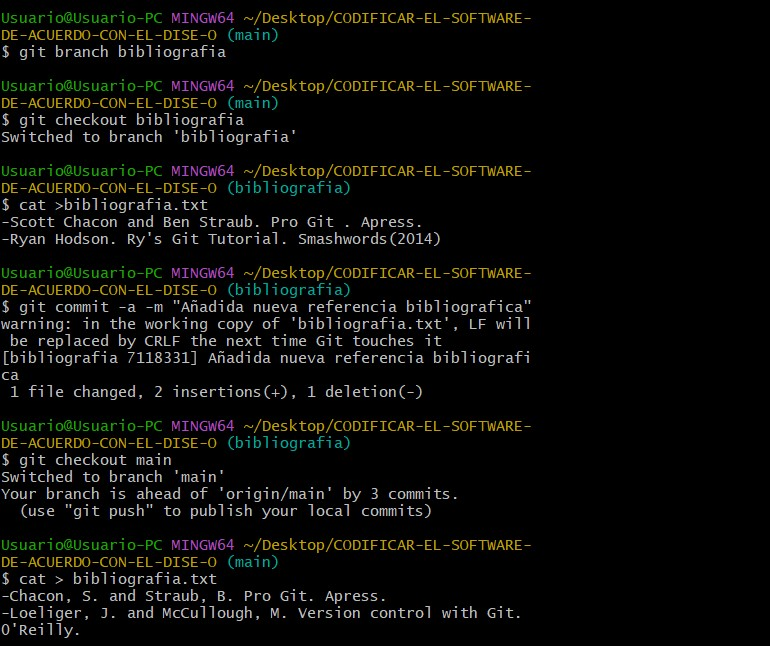 Usuario@Usuario-PC MINGW64 ~/Desktop/CODIFICAR-EL-SOFTWARE-
DE-ACUERDO-CON-EL-DISE-O (main)
$ git branch bibliografia
Usuario@Usuario-PC MINGW64 ~/Desktop/CODIFICAR-EL-SOFTWARE-
DE-ACUERDO-CON-EL-DISE-O (main)
$ git checkout bibliografia
Switched to branch 'bibliografia'
Usuario@Usuario-PC MINGW64 ~/Desktop/CODIFICAR-EL-SOFTWARE-
DE-ACUERDO-CON-EL-DISE-O (bibliografia)
$ cat >bibliografia.txt
-Scott Chacon and Ben Straub. Pro Git . Apress.
-Ryan Hodson. Ry's Git Tutorial. Smashwords(2014)
Usuario@Usuario-PC MINGW64 ~/Desktop/CODIFICAR-EL-SOFTWARE-
DE-ACUERDO-CON-EL-DISE-O (bibliografia)
$ git commit -a -m "Añadida nueva referencia bibliografica"
warning: in the working copy of 'bibliografia.txt', LF will
 be replaced by CRLF the next time Git touches it
[bibliografia 7118331] Añadida nueva referencia bibliografi
ca
 1 file changed, 2 insertions(+), 1 deletion(-)
Usuario@Usuario-PC MINGW64 ~/Desktop/CODIFICAR-EL-SOFTWARE-
DE-ACUERDO-CON-EL-DISE-O (bibliografia)
$ git checkout main
Switched to branch 'main'
Your branch is ahead of 'origin/main' by 3 commits.
  (use "git push" to publish your local commits)
Usuario@Usuario-PC MINGW64 ~/Desktop/CODIFICAR-EL-SOFTWARE-
DE-ACUERDO-CON-EL-DISE-O (main)
$ cat > bibliografia.txt
-Chacon, S. and Straub, B. Pro Git. Apress.
-Loeliger, J. and McCullough, M. Version control with Git.
O'Reilly.